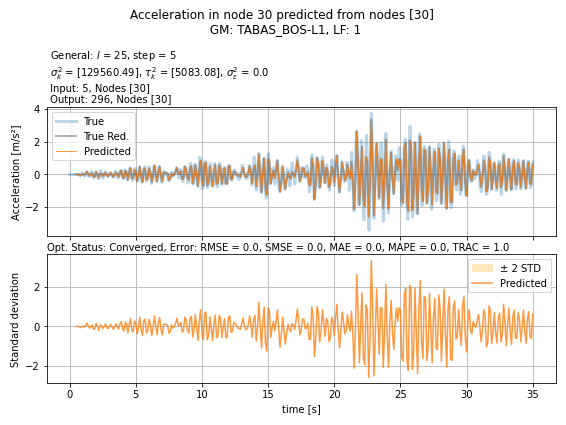 Acceleration in node 30 predicted from nodes [30]
GM: TABAS_BOS-L1, LF: 1
General: l = 25, step = 5
σ²ₖ = [129560.49], τ²ₖ = [5083.08], σ²ε = 0.0
Input: 5, Nodes [30]
Output: 296, Nodes [30]
4
2
0
−2
Acceleration [m/s²]
True
True Red.
Predicted
Opt. Status: Converged, Error: RMSE = 0.0, SMSE = 0.0, MAE = 0.0, MAPE = 0.0, TRAC = 1.0
2
0
−2
Standard deviation
± 2 STD
Predicted
0 5 10 15 20 25 30 35
time [s]